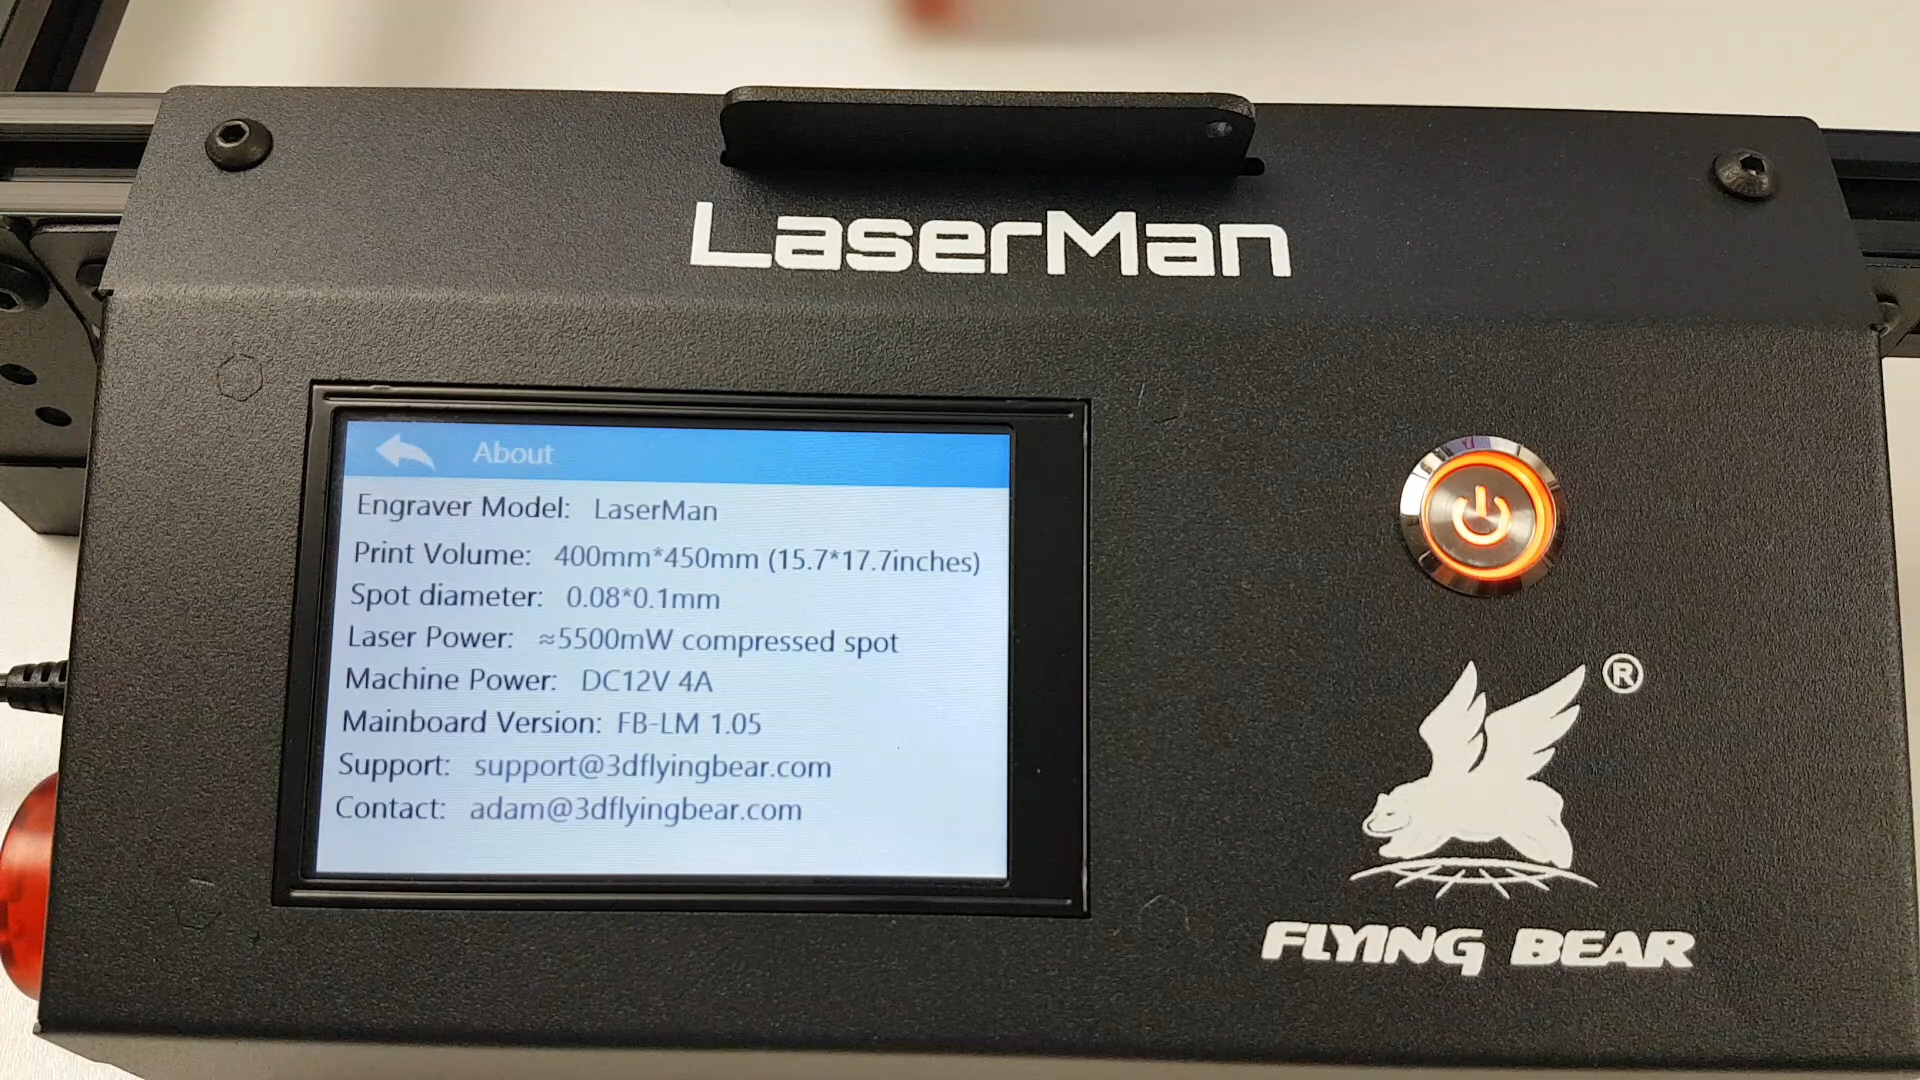 LaserMan
About
Engraver Model: LaserMan
Print Volume: 400mm*450mm (15.7*17.7inches)
Spot diameter: 0.08*0.1mm
Laser Power: ≈5500mW compressed spot
Machine Power: DC12V 4A
Mainboard Version: FB-LM 1.05
Support: support@3dflyingbear.com
Contact: adam@3dflyingbear.com
®
FLYING BEAR